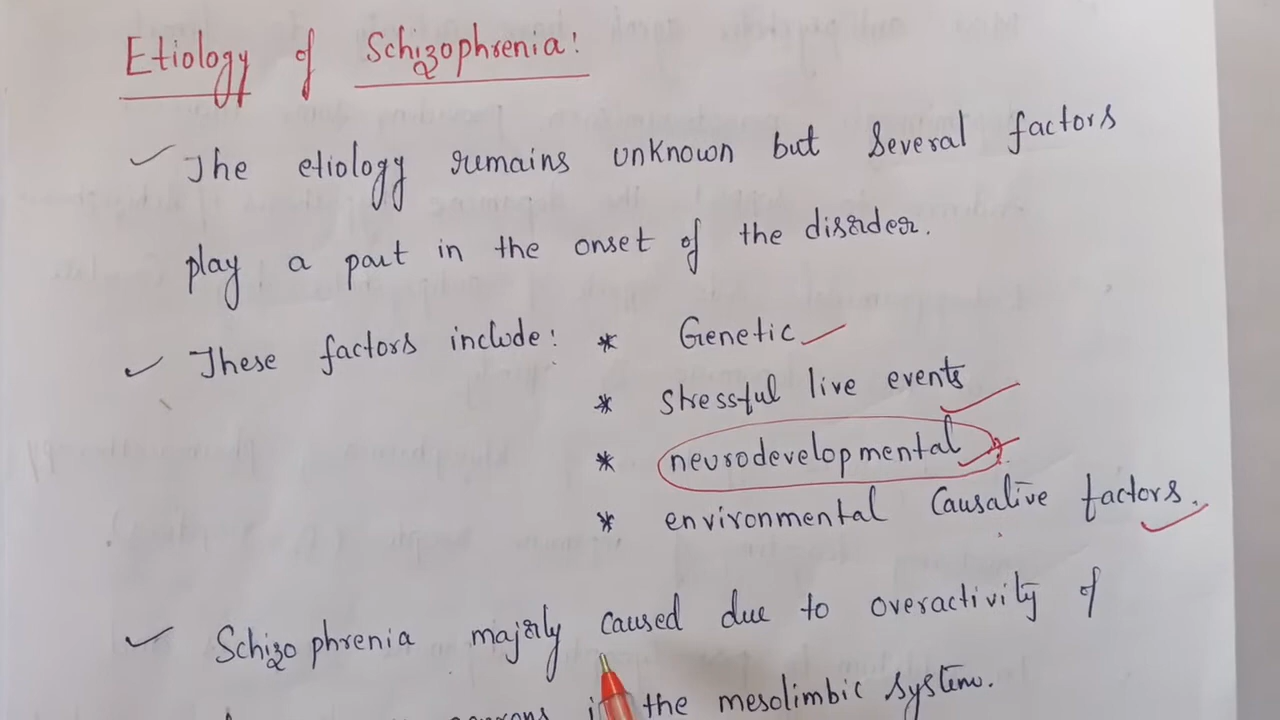 Etiology of Schizophrenia:
The etiology remains unknown but several factors
play a part in the onset of the disorder.
These factors include: * Genetic
* Stressful live events
* neurodevelopmental
* environmental Causative factors.
Schizophrenia majorly caused due to overactivity of
the mesolimbic system.